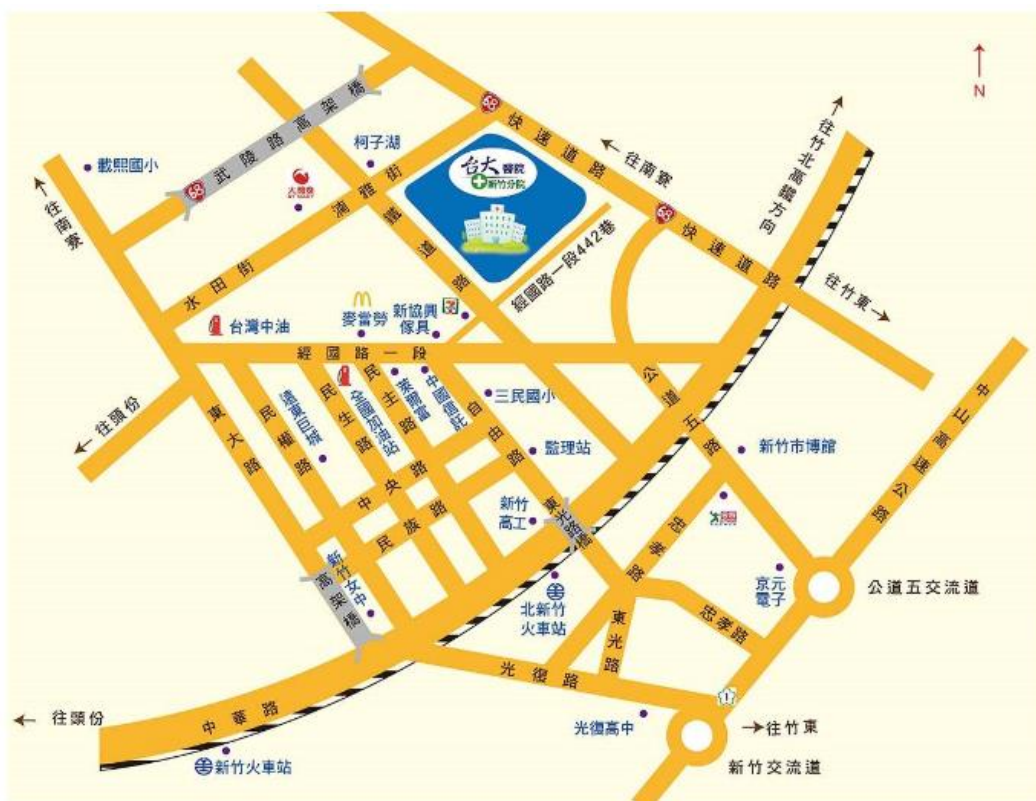 68
快速道路
武陵路高架橋
N
往竹北高鐵方向
柯子湖
台大醫院
新竹分院
往南寮
載熙國小
68
大潤發
RT MART
湳雅街
68
快速道路
往南寮
鐵道路
經國路一段442巷
水田街
往竹東
台灣中油
麥當勞
新協興
傢俱
7
經國路一段
中山高速公路
往頭份
東大路
民權路
遠東巨城
民生路
全國加油站
民主路
萊爾富
中國信託
自由路
三民國小
公道五路
監理站
新竹市博館
中央路
民族路
新竹
高工
東光路橋
忠孝路
新竹女中
高架橋
北新竹
火車站
京元
電子
公道五交流道
忠孝路
東光路
光復路
1
往頭份
中華路
光復高中
往竹東
新竹火車站
新竹交流道